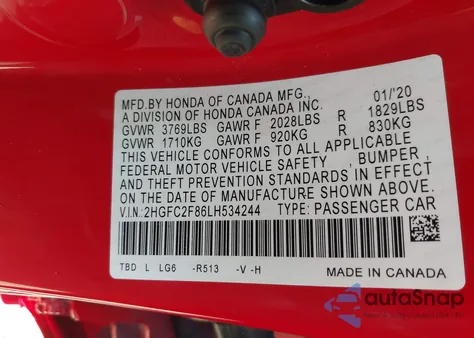 MFD.BY HONDA OF CANADA MFG., 01/'20
A DIVISION OF HONDA CANADA INC.
GVWR 3769LBS GAWR F 2028LBS R 1829LBS
GVWR 1710KG GAWR F 920KG R 830KG
THIS VEHICLE CONFORMS TO ALL APPLICABLE
FEDERAL MOTOR VEHICLE SAFETY , BUMPER ,
AND THEFT PREVENTION STANDARDS IN EFFECT
ON THE DATE OF MANUFACTURE SHOWN ABOVE.
V.I.N: 2HGFC2F86LH534244 TYPE: PASSENGER CAR
TBD L LG6 -R513 -V -H
MADE IN CANADA
autoSnap